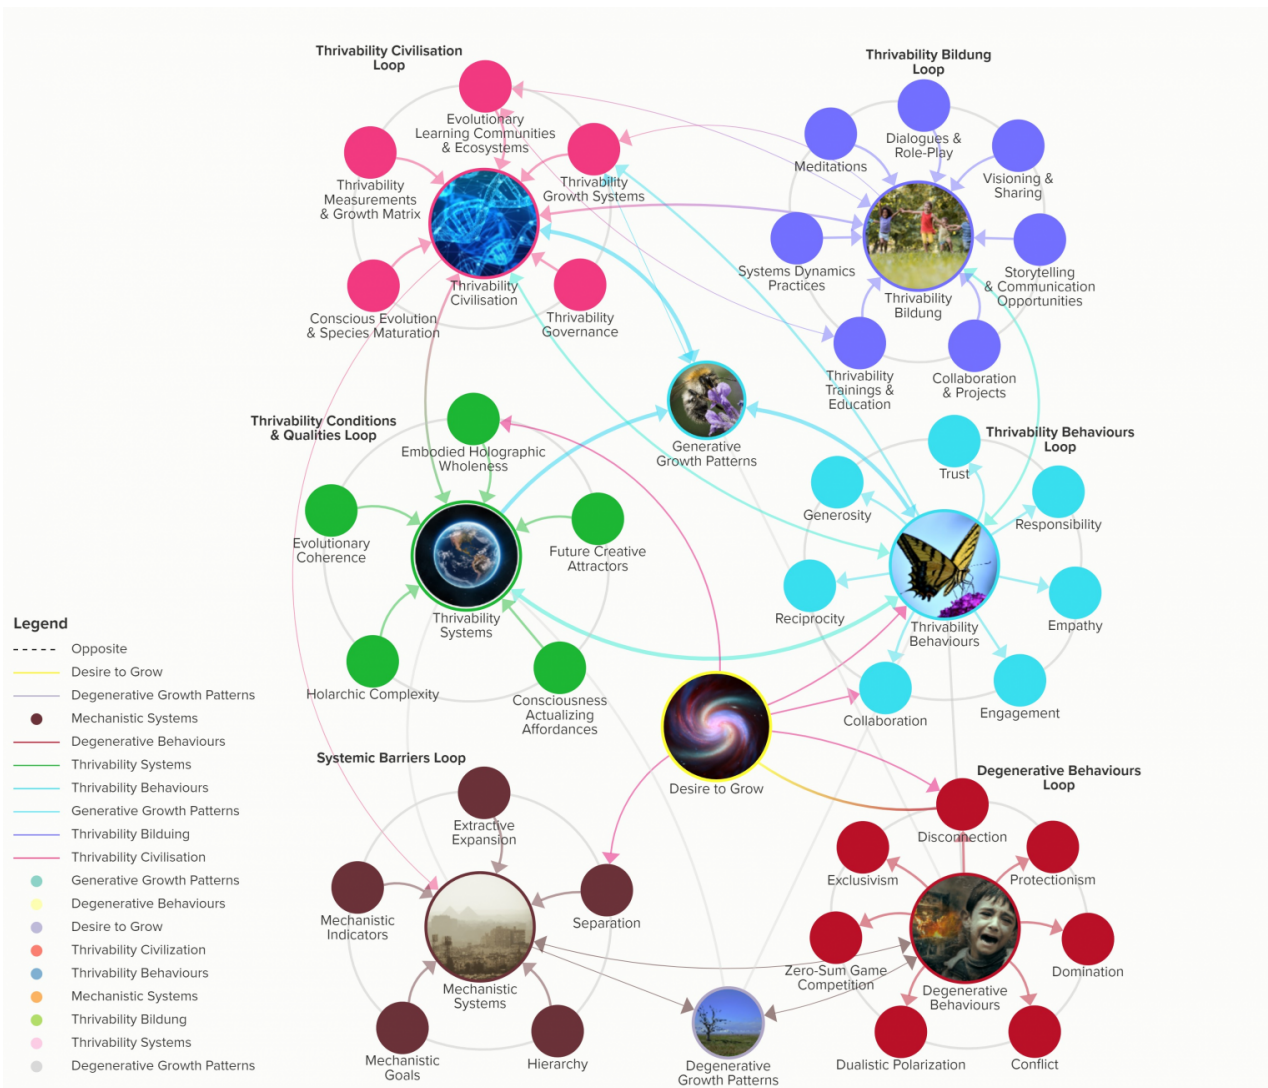 Thrivability Civilisation
Loop
Evolutionary
Learning Communities
& Ecosystems
Thrivability
Measurements
& Growth Matrix
Thrivability
Growth Systems
Conscious Evolution
& Species Maturation
Thrivability
Civilisation
Thrivability
Governance
Thrivability Bildung
Loop
Dialogues &
Role-Play
Meditations
Visioning &
Sharing
Systems Dynamics
Practices
Storytelling
& Communication
Opportunities
Thrivability
Bildung
Thrivability
Trainings &
Education
Collaboration
& Projects
Generative
Growth Patterns
Thrivability Conditions
& Qualities Loop
Embodied Holographic
Wholeness
Evolutionary
Coherence
Future Creative
Attractors
Thrivability
Systems
Holarchic Complexity
Consciousness
Actualizing
Affordances
Thrivability Behaviours
Loop
Trust
Generosity
Responsibility
Reciprocity
Thrivability
Behaviours
Empathy
Collaboration
Engagement
Desire to Grow
Systemic Barriers Loop
Extractive
Expansion
Mechanistic
Indicators
Separation
Mechanistic
Systems
Mechanistic
Goals
Hierarchy
Degenerative Behaviours
Loop
Disconnection
Exclusivism
Protectionism
Zero-Sum Game
Competition
Domination
Degenerative
Behaviours
Dualistic Polarization
Conflict
Degenerative
Growth Patterns
Legend
Opposite
Desire to Grow
Degenerative Growth Patterns
Mechanistic Systems
Degenerative Behaviours
Thrivability Systems
Thrivability Behaviours
Generative Growth Patterns
Thrivability Bilduing
Thrivability Civilisation
Generative Growth Patterns
Degenerative Behaviours
Desire to Grow
Thrivability Civilization
Thrivability Behaviours
Mechanistic Systems
Thrivability Bildung
Thrivability Systems
Degenerative Growth Patterns